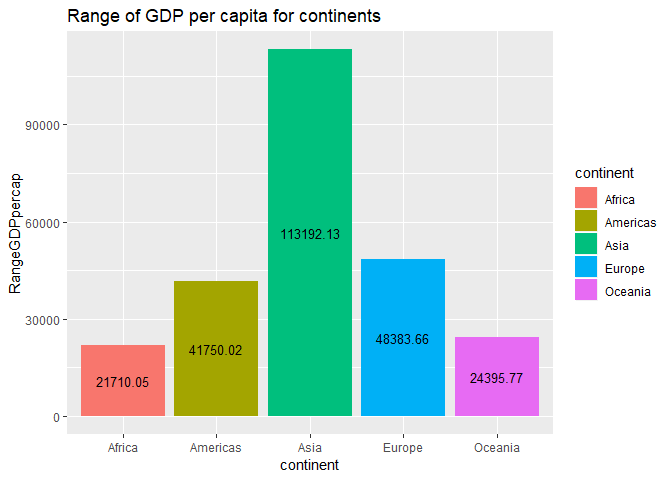 Range of GDP per capita for continents
RangeGDPpercap
90000
60000
30000
0
21710.05
41750.02
113192.13
48383.66
24395.77
Africa
Americas
Asia
Europe
Oceania
continent
continent
Africa
Americas
Asia
Europe
Oceania